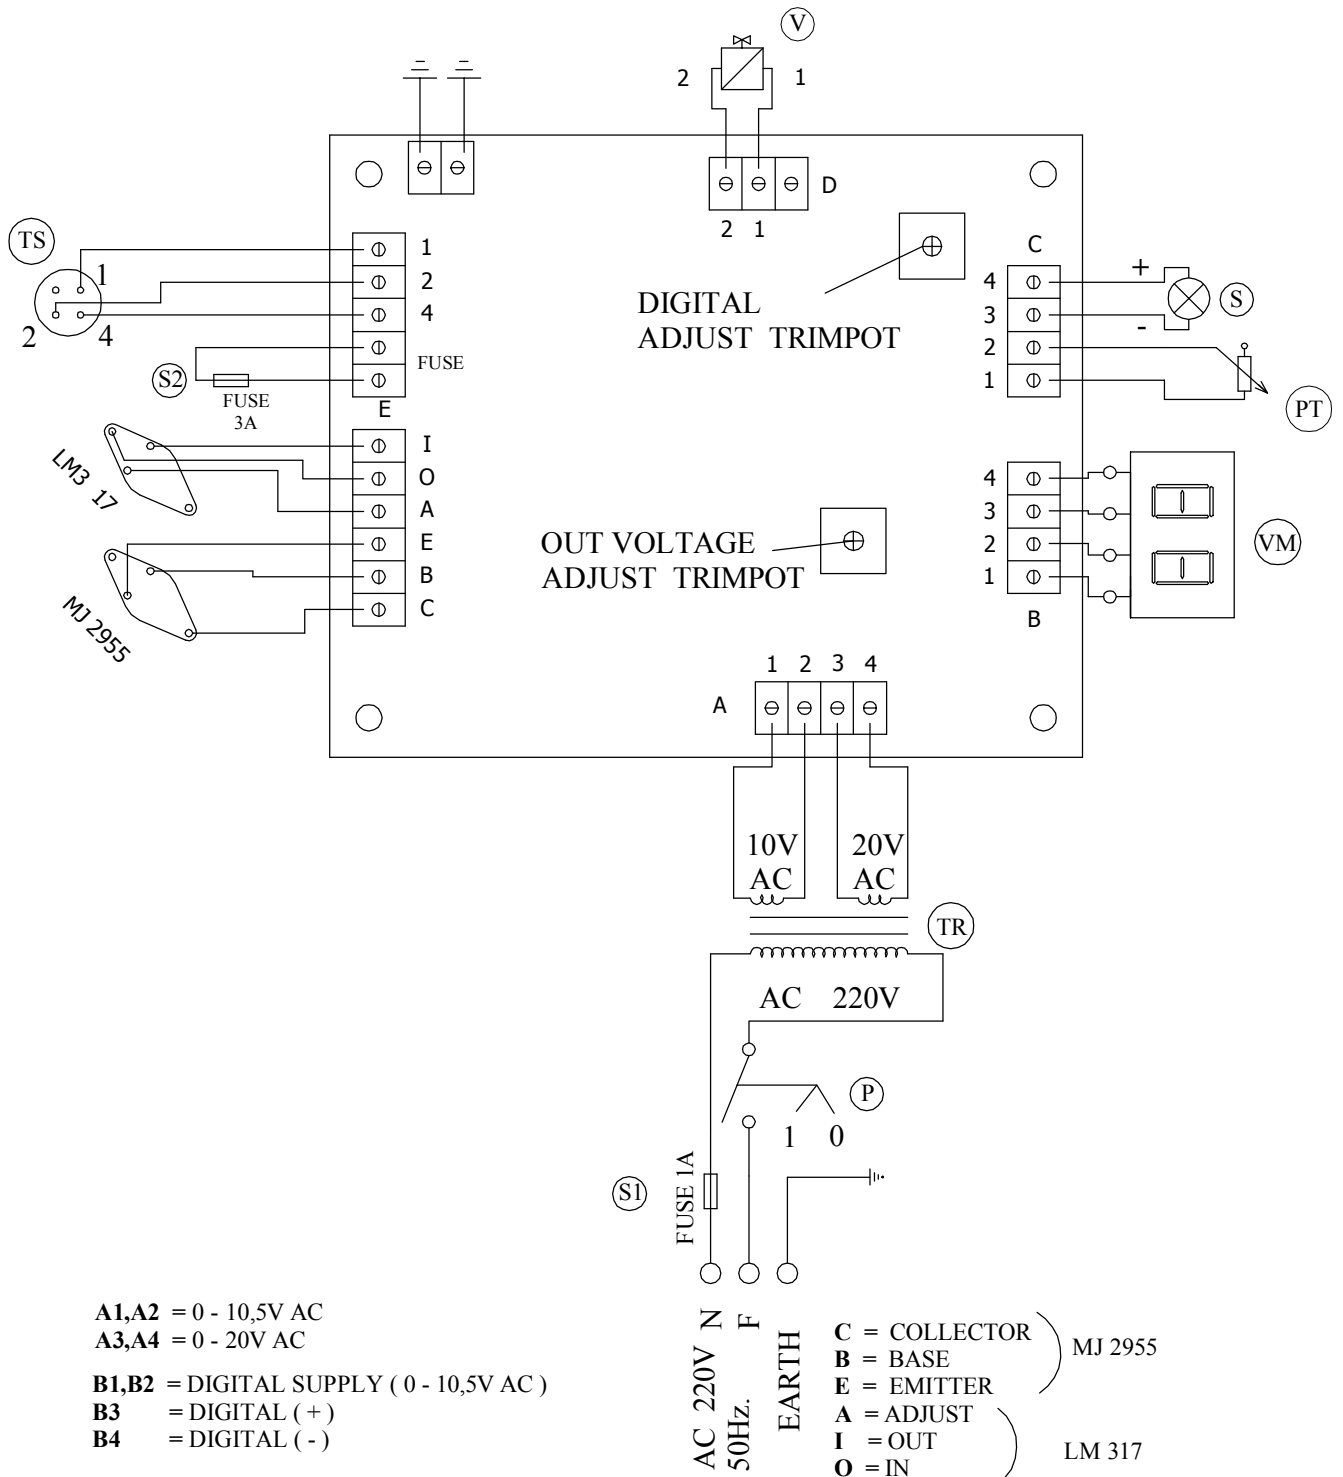 V
2 1
TS
1
2 4
1
2
4
FUSE
E
S2
FUSE
3A
D
2 1
DIGITAL
ADJUST TRIMPOT
C
4
3
2
1
+
-
S
PT
LM3 17
I
O
A
E
B
C
MJ 2955
OUT VOLTAGE
ADJUST TRIMPOT
4
3
2
1
B
VM
1 2 3 4
A
10V
AC
20V
AC
TR
AC 220V
P
1 0
S1
FUSE 1A
N
F
EARTH
AC 220V
50Hz.
A1,A2 = 0 - 10,5V AC
A3,A4 = 0 - 20V AC
B1,B2 = DIGITAL SUPPLY ( 0 - 10,5V AC )
B3 = DIGITAL ( + )
B4 = DIGITAL ( - )
C = COLLECTOR
B = BASE
E = EMITTER
MJ 2955
A = ADJUST
I = OUT
O = IN
LM 317